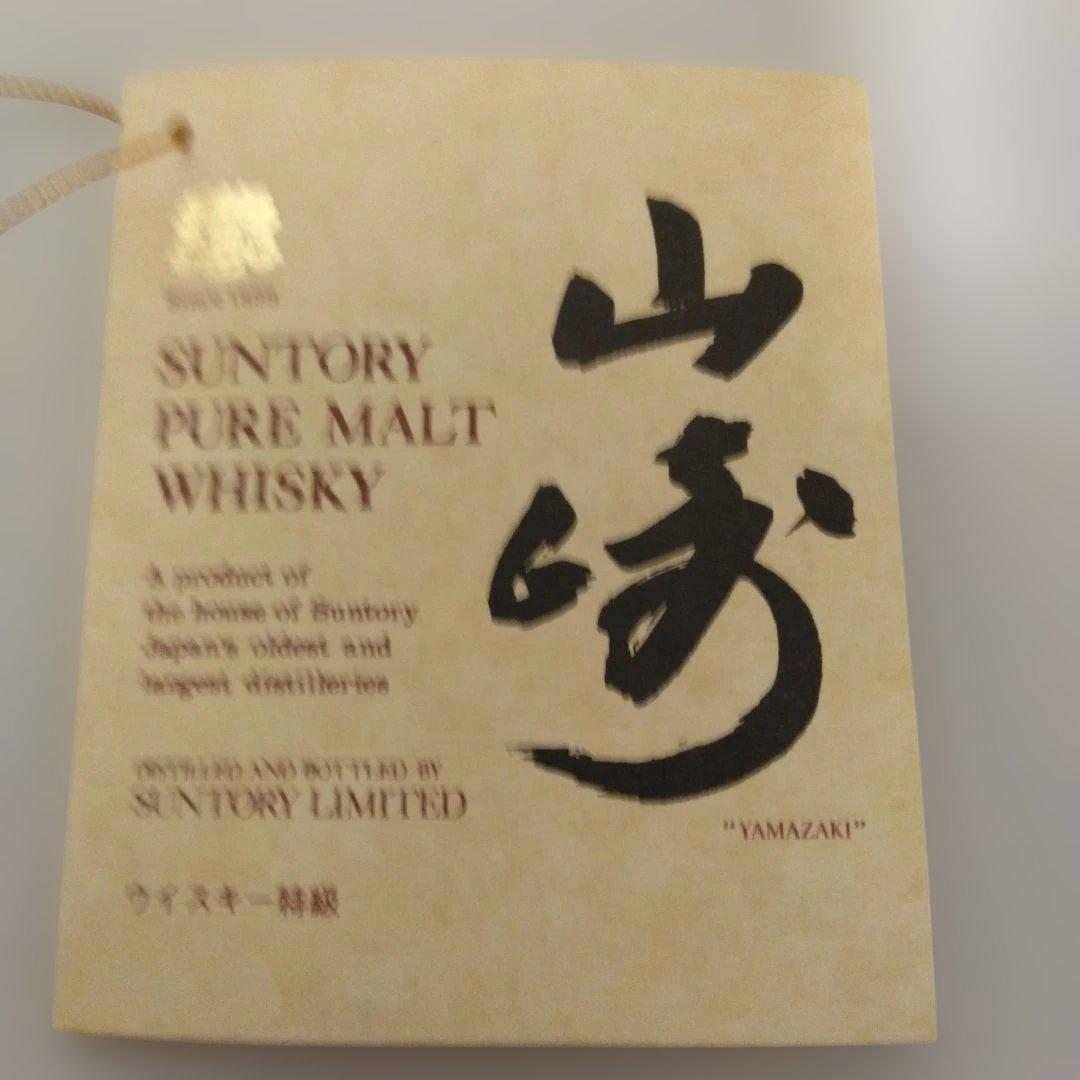 SUNTORY
PURE MALT
WHISKY
A product of
the house of Suntory
Japan's oldest and
largest distilleries
DISTILLED AND BOTTLED BY
SUNTORY LIMITED
ウイスキー特級
山崎
"YAMAZAKI"